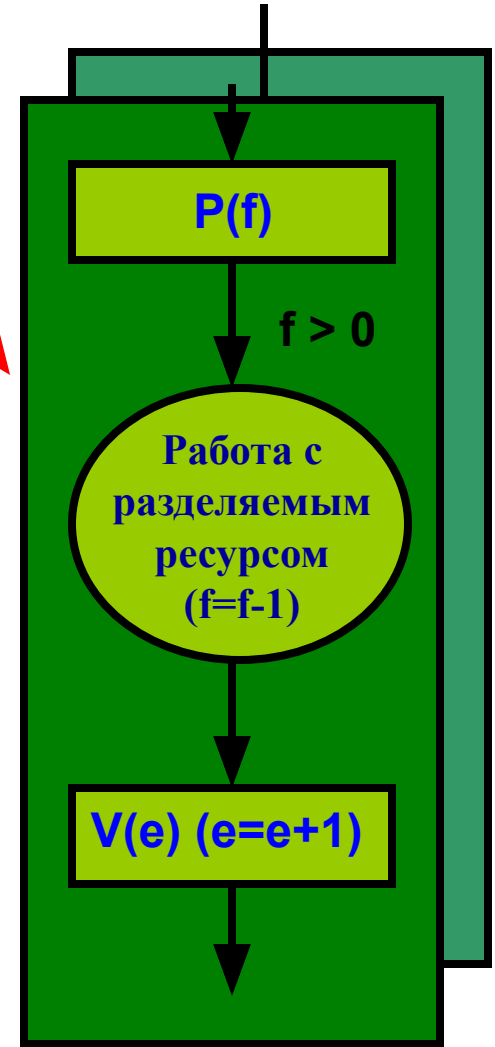 P(f)
f > 0
Работа с
разделяемым
ресурсом
(f=f-1)
V(e) (e=e+1)